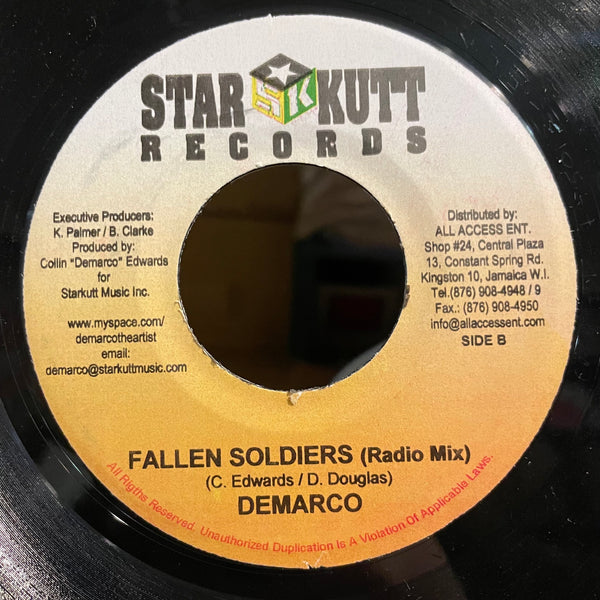 STAR SK KUTT
RECORDS
Executive Producers:
K. Palmer / B. Clarke
Produced by:
Collin "Demarco" Edwards
for
Starkutt Music Inc.
www.myspace.com/
demarcotheartist
email:
demarco@starkuttmusic.com
Distributed by:
ALL ACCESS ENT.
Shop #24, Central Plaza
13, Constant Spring Rd.
Kingston 10, Jamaica W.I.
Tel.(876) 908-4948 / 9
Fax.: (876) 908-4950
info@allaccessent.com
SIDE B
FALLEN SOLDIERS (Radio Mix)
(C. Edwards / D. Douglas)
DEMARCO
All Rights Reserved. Unauthorized Duplication Is A Violation Of Applicable Laws.